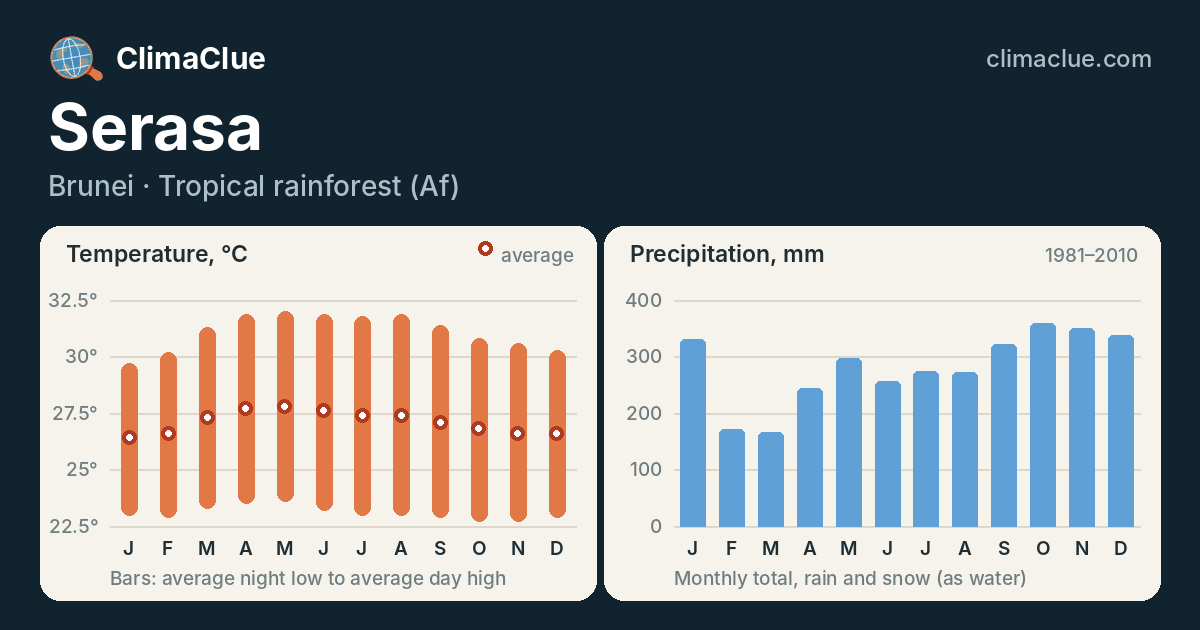 ClimaClue
climaclue.com
Serasa
Brunei · Tropical rainforest (Af)
Temperature, °C
average
32.5°
30°
27.5°
25°
22.5°
J F M A M J J A S O N D
Bars: average night low to average day high
Precipitation, mm
1981–2010
400
300
200
100
0
J F M A M J J A S O N D
Monthly total, rain and snow (as water)